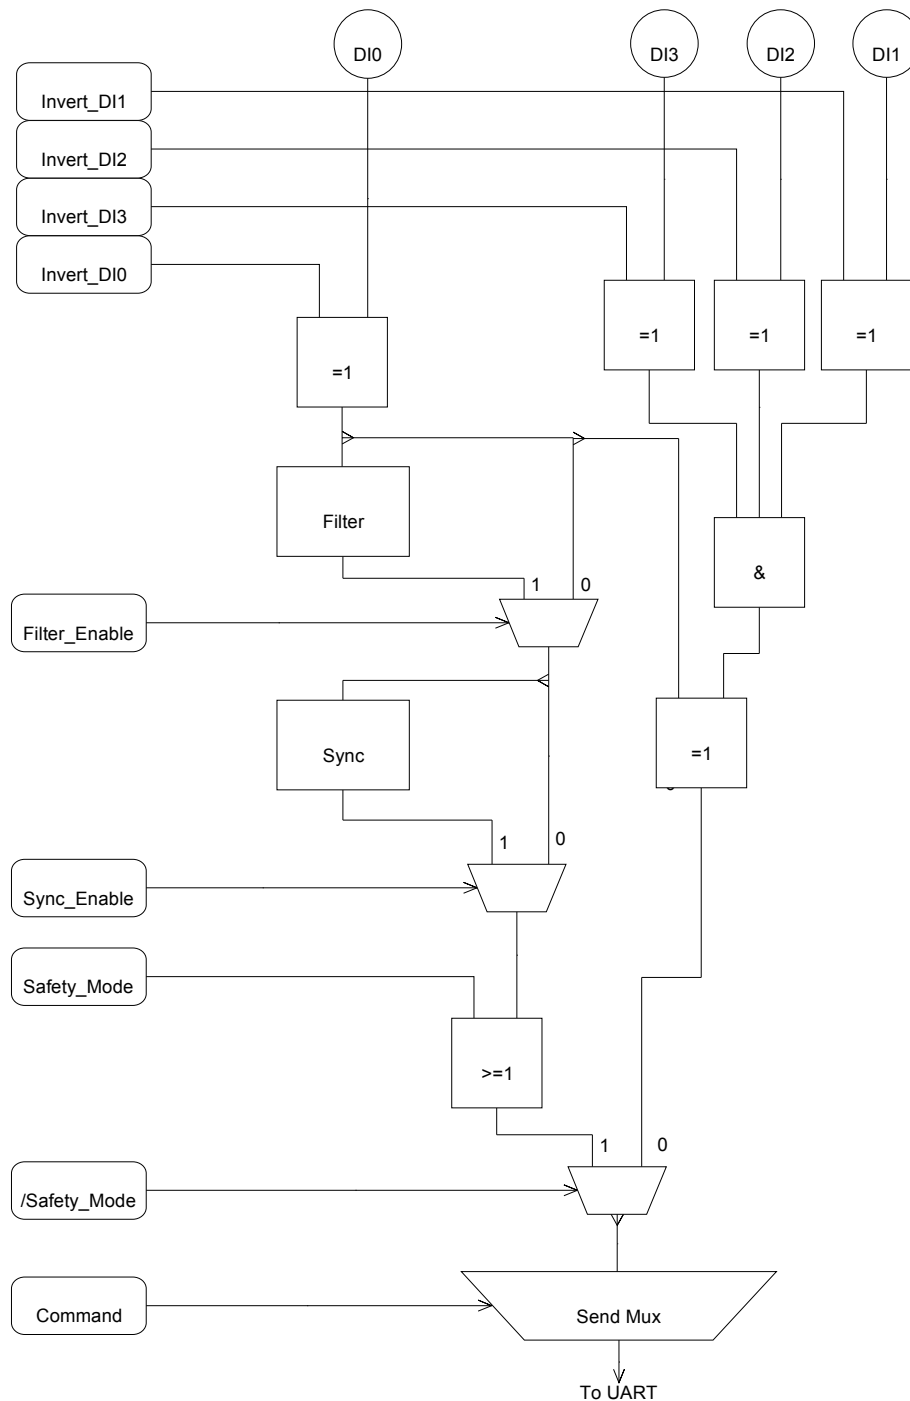 DI0
DI3
DI2
DI1
Invert_DI1
Invert_DI2
Invert_DI3
Invert_DI0
=1
=1
=1
=1
Filter
&
1
0
Filter_Enable
Sync
=1
1
0
Sync_Enable
Safety_Mode
>=1
1
0
/Safety_Mode
Command
Send Mux
To UART